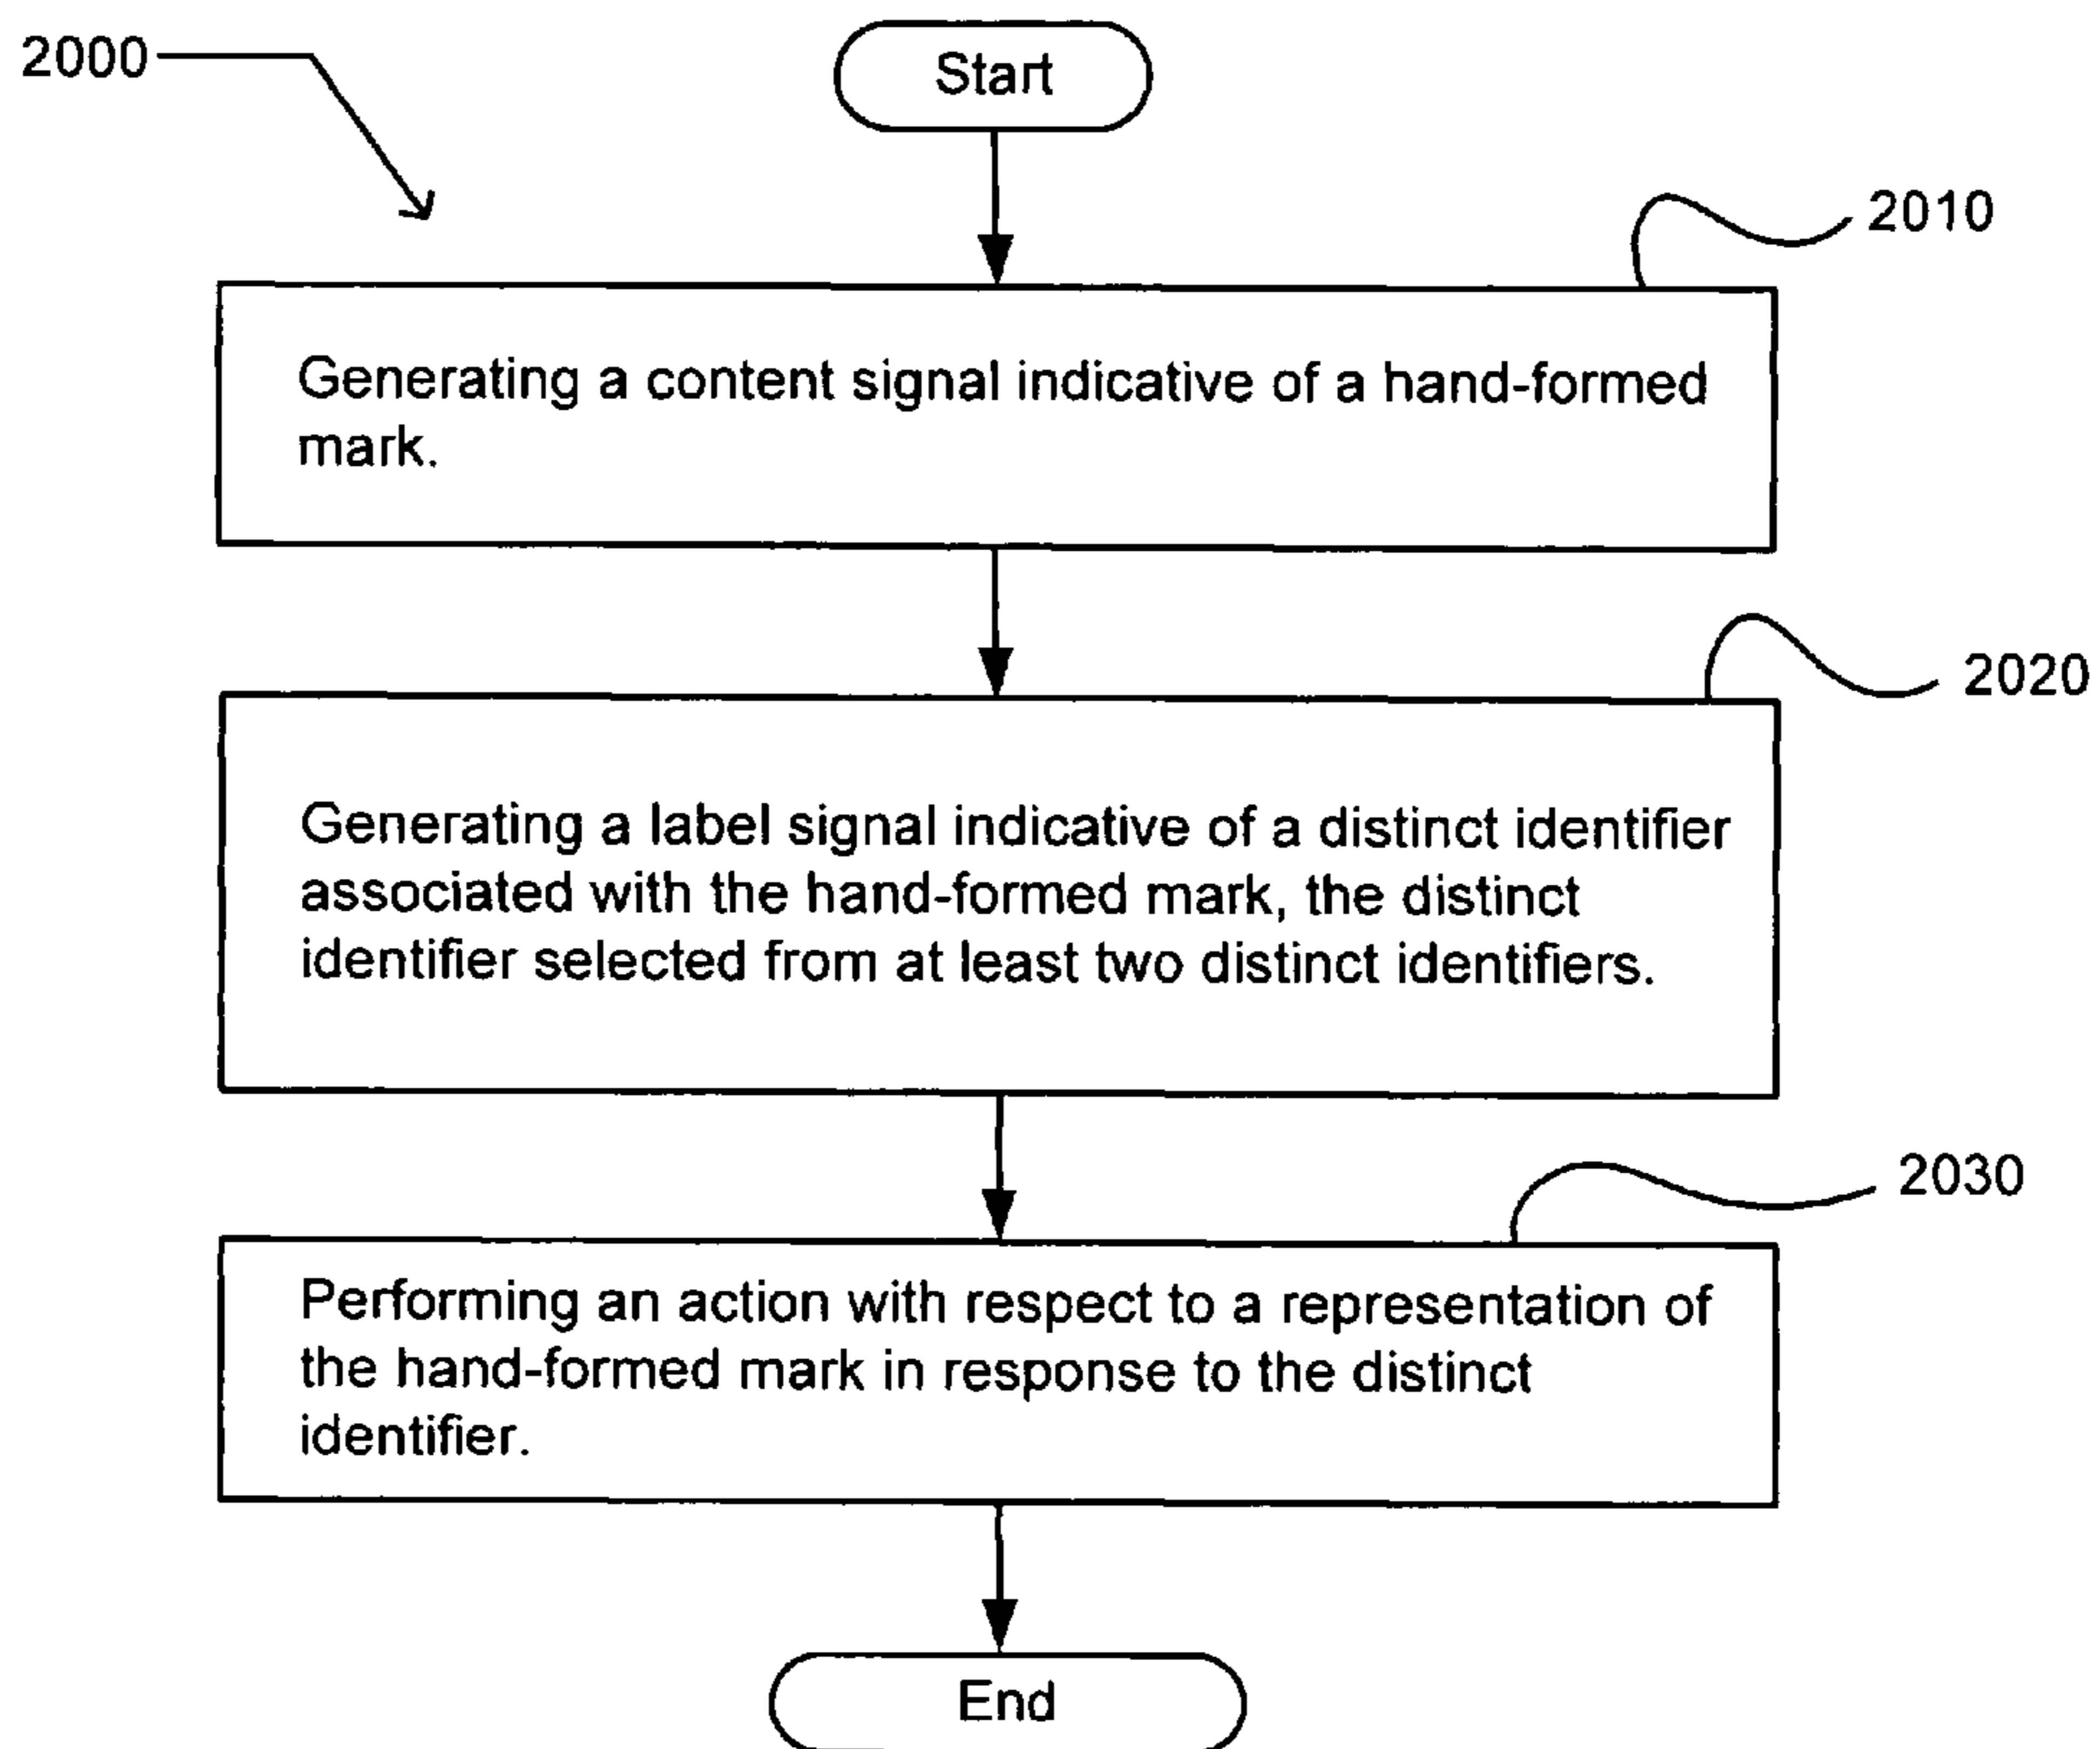 2000
Start
2010
Generating a content signal indicative of a hand-formed
mark.
2020
Generating a label signal indicative of a distinct identifier
associated with the hand-formed mark, the distinct
identifier selected from at least two distinct identifiers.
2030
Performing an action with respect to a representation of
the hand-formed mark in response to the distinct
identifier.
End